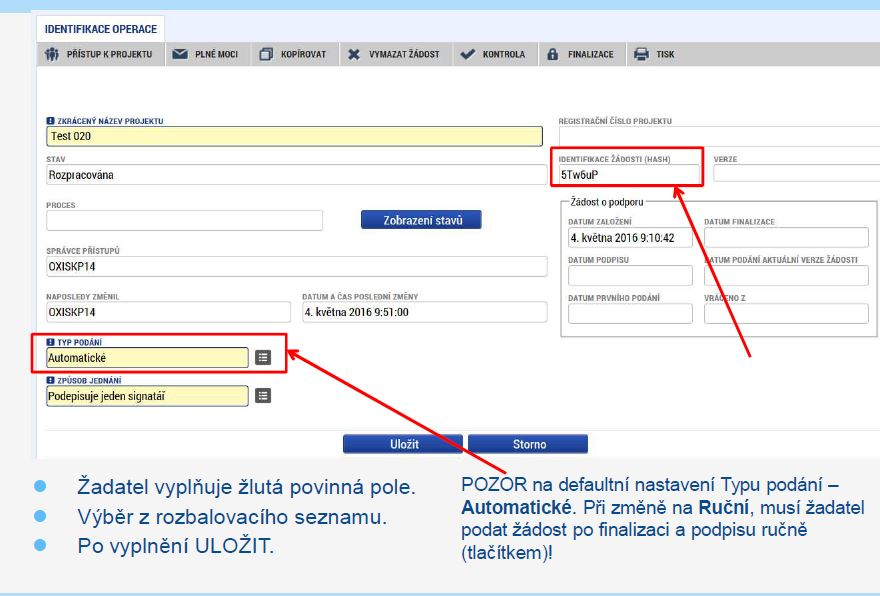 IDENTIFIKACE OPERACE
PŘÍSTUP K PROJEKTU PLNÉ MOCI KOPÍROVAT VYMAZAT ŽÁDOST KONTROLA FINALIZACE TISK
ZKRÁCENÝ NÁZEV PROJEKTU REGISTRAČNÍ ČÍSLO PROJEKTU
Test 020
STAV IDENTIFIKACE ŽÁDOSTI (HASH) VERZE
Rozpracována 5Tw6uP
PROCES Žádost o podporu
Zobrazení stavů DATUM ZALOŽENÍ DATUM FINALIZACE
4. května 2016 9:10:42
SPRÁVCE PŘÍSTUPŮ DATUM PODPISU DATUM PODÁNÍ AKTUÁLNÍ VERZE ŽÁDOSTI
OXISKP14
NAPOSLEDY ZMĚNIL DATUM A ČAS POSLEDNÍ ZMĚNY DATUM PRVNÍHO PODÁNÍ VRÁCENO Z
OXISKP14 4. května 2016 9:51:00
TYP PODÁNÍ
Automatické
ZPŮSOB JEDNÁNÍ
Podepisuje jeden signatář
Uložit Storno
Žadatel vyplňuje žlutá povinná pole.
Výběr z rozbalovacího seznamu.
Po vyplnění ULOŽIT.
POZOR na defaultní nastavení Typu podání –
Automatické. Při změně na Ruční, musí žadatel
podat žádost po finalizaci a podpisu ručně
(tlačítkem)!